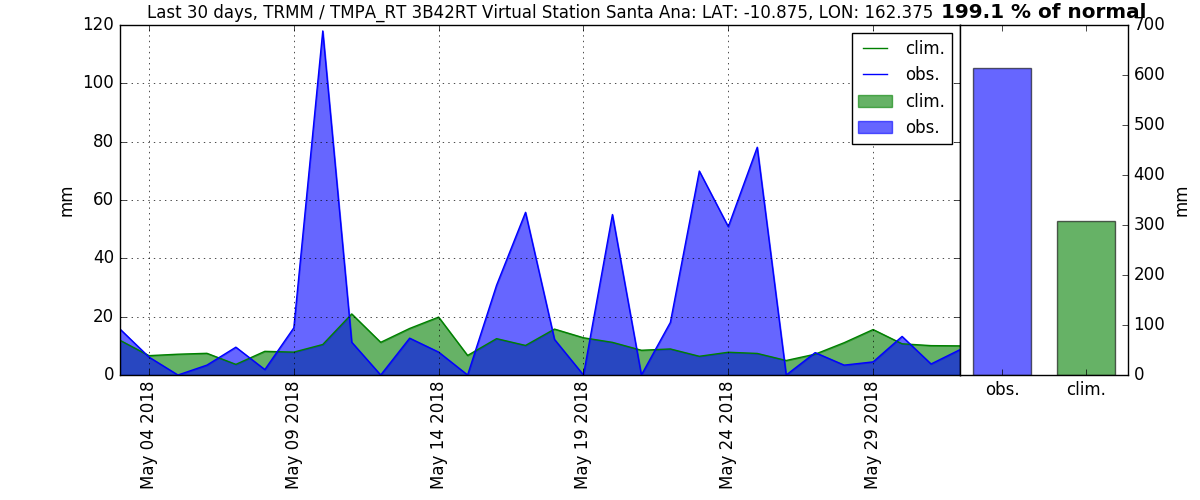 Last 30 days, TRMM / TMPA_RT 3B42RT Virtual Station Santa Ana: LAT: -10.875, LON: 162.375 199.1 % of normal
120
100
80
60
40
20
0
mm
clim.
obs.
clim.
obs.
May 04 2018
May 09 2018
May 14 2018
May 19 2018
May 24 2018
May 29 2018
700
600
500
400
300
200
100
0
mm
obs. clim.